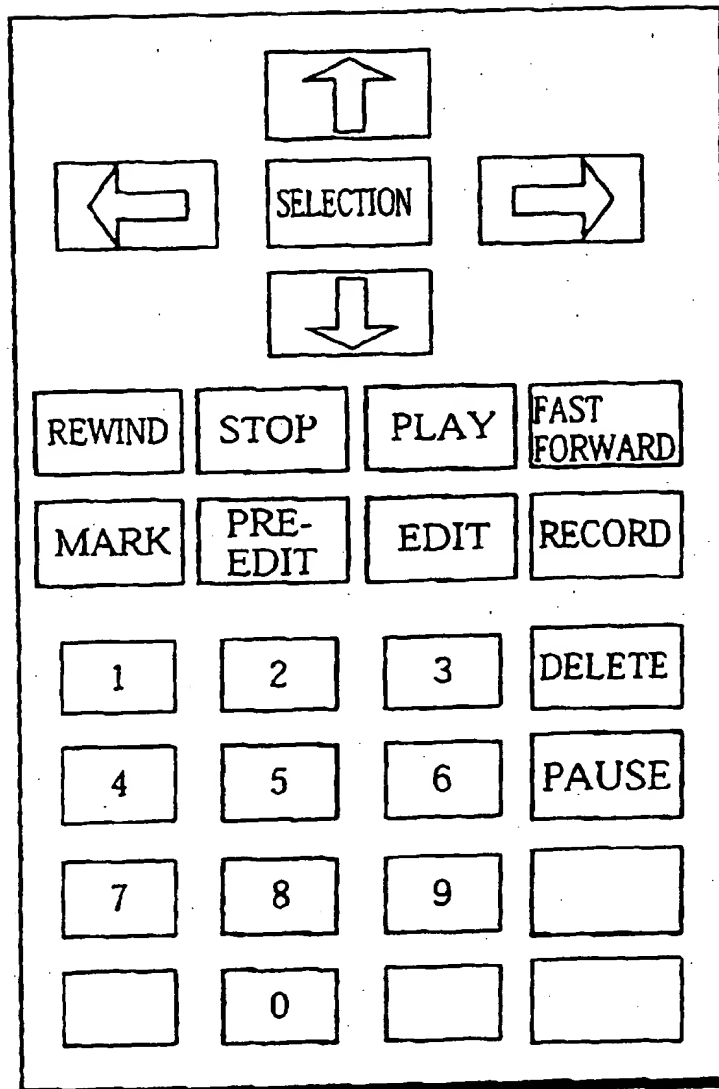 SELECTION
REWIND
STOP
PLAY
FAST
FORWARD
MARK
PRE-
EDIT
EDIT
RECORD
1
2
3
DELETE
4
5
6
PAUSE
7
8
9
0